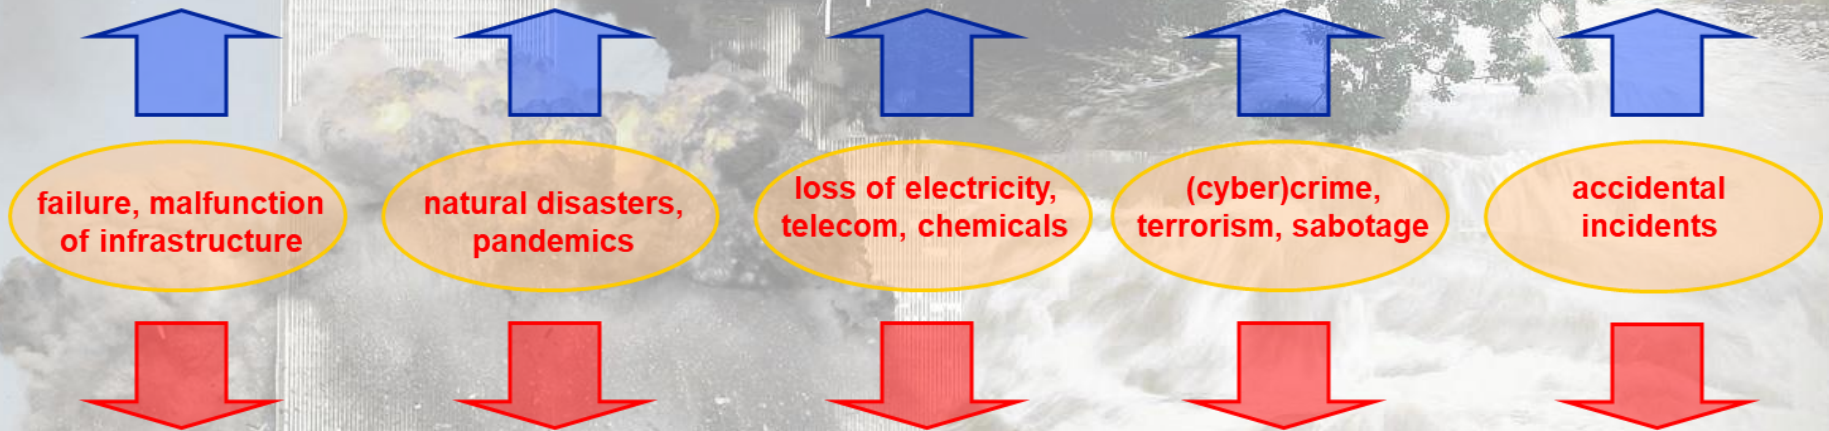 failure, malfunction
of infrastructure
natural disasters,
pandemics
loss of electricity,
telecom, chemicals
(cyber)crime,
terrorism, sabotage
accidental
incidents